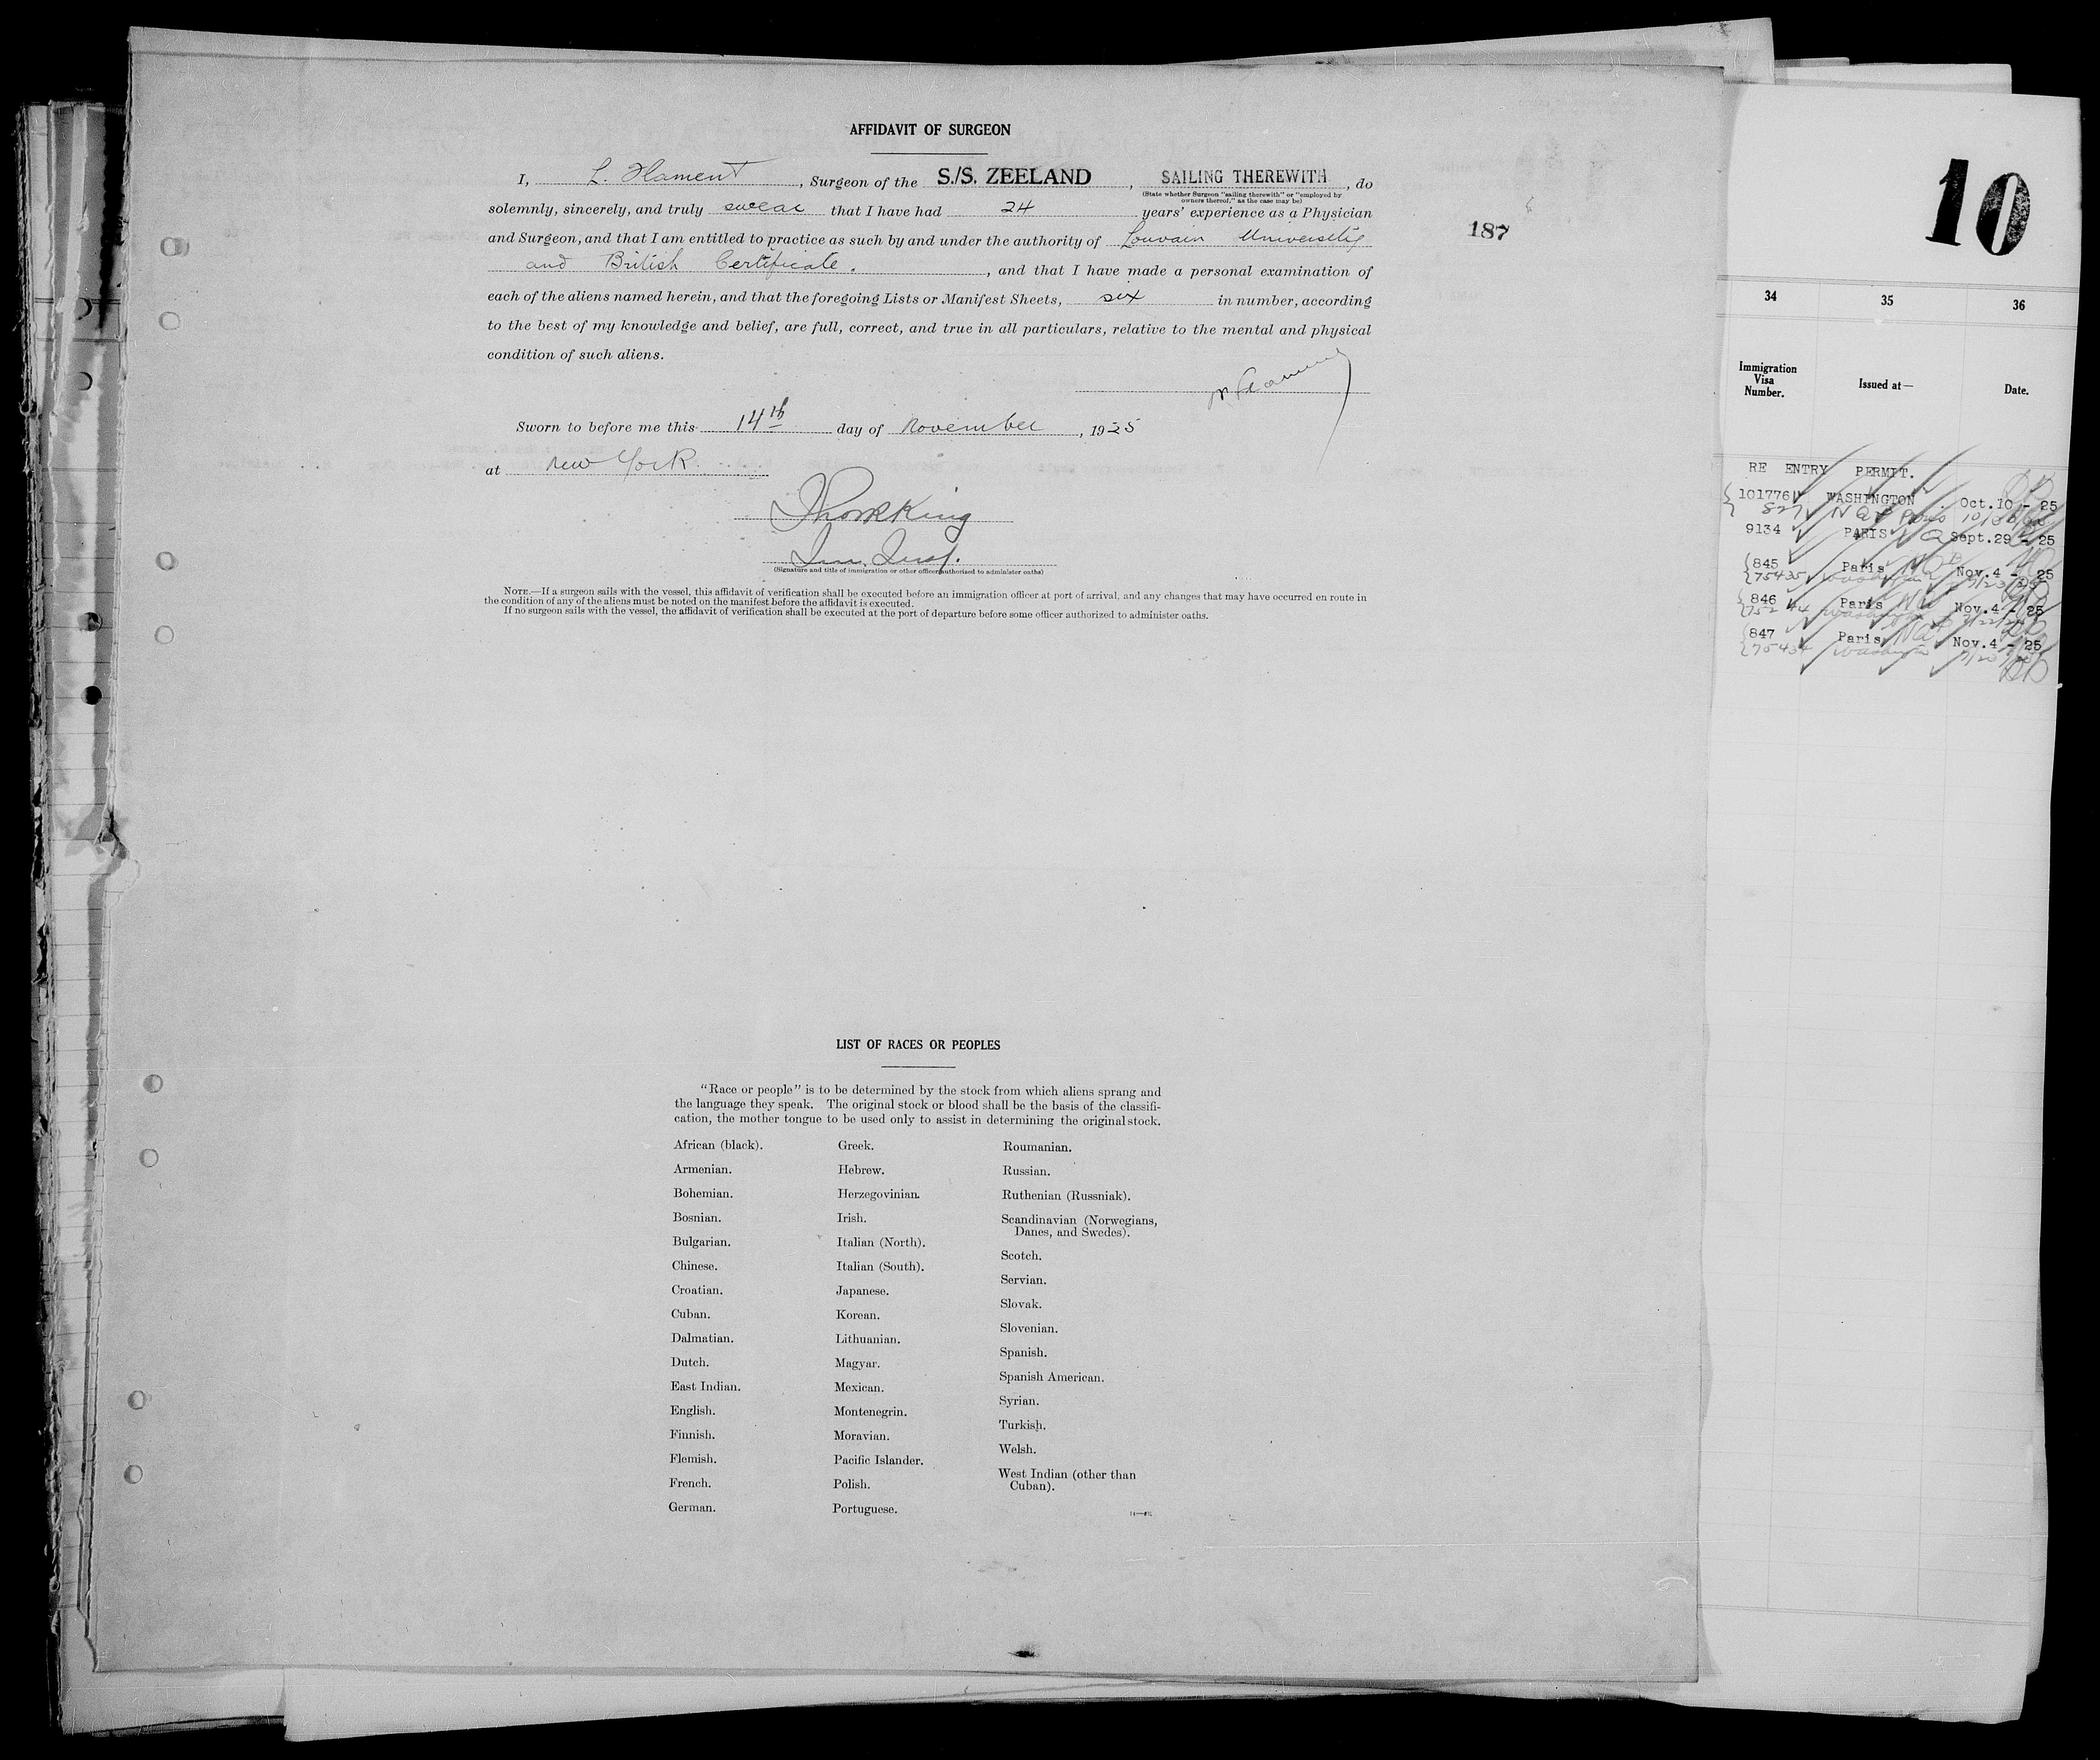 AFFIDAVIT OF SURGEON
I, L. Flament, Surgeon of the S./S. ZEELAND, SAILING THEREWITH, do
(State whether Surgeon "sailing therewith" or "employed by
owners thereof," as the case may be)
solemnly, sincerely, and truly swear that I have had 24 years' experience as a Physician
and Surgeon, and that I am entitled to practice as such by and under the authority of Louvain University
and British Certificate., and that I have made a personal examination of
each of the aliens named herein, and that the foregoing Lists or Manifest Sheets, six in number, according
to the best of my knowledge and belief, are full, correct, and true in all particulars, relative to the mental and physical
condition of such aliens.
Sworn to before me this 14th day of November, 1925
at New York
(Signature and title of immigration or other officer authorized to administer oaths)
NOTE.—If a surgeon sails with the vessel, this affidavit of verification shall be executed before an immigration officer at port of arrival, and any changes that may have occurred en route in
the condition of any of the aliens must be noted on the manifest before the affidavit is executed.
If no surgeon sails with the vessel, the affidavit of verification shall be executed at the port of departure before some officer authorized to administer oaths.
LIST OF RACES OR PEOPLES
"Race or people" is to be determined by the stock from which aliens sprang and
the language they speak. The original stock or blood shall be the basis of the classifi-
cation, the mother tongue to be used only to assist in determining the original stock.
African (black).
Armenian.
Bohemian.
Bosnian.
Bulgarian.
Chinese.
Croatian.
Cuban.
Dalmatian.
Dutch.
East Indian.
English.
Finnish.
Flemish.
French.
German.
Greek.
Hebrew.
Herzegovinian.
Irish.
Italian (North).
Italian (South).
Japanese.
Korean.
Lithuanian.
Magyar.
Mexican.
Montenegrin.
Moravian.
Pacific Islander.
Polish.
Portuguese.
Roumanian.
Russian.
Ruthenian (Russniak).
Scandinavian (Norwegians,
Danes, and Swedes).
Scotch.
Servian.
Slovak.
Slovenian.
Spanish.
Spanish American.
Syrian.
Turkish.
Welsh.
West Indian (other than
Cuban).
187
10
34 35 36
Immigration
Visa
Number.
Issued at—
Date.
RE ENTRY PERMIT.
101776 WASHINGTON Oct.10 - 25
9134 PARIS Sept.29 - 25
845 Paris Nov.4 - 25
75435
846 Paris Nov.4 - 25
847 Paris Nov.4 - 25
75434